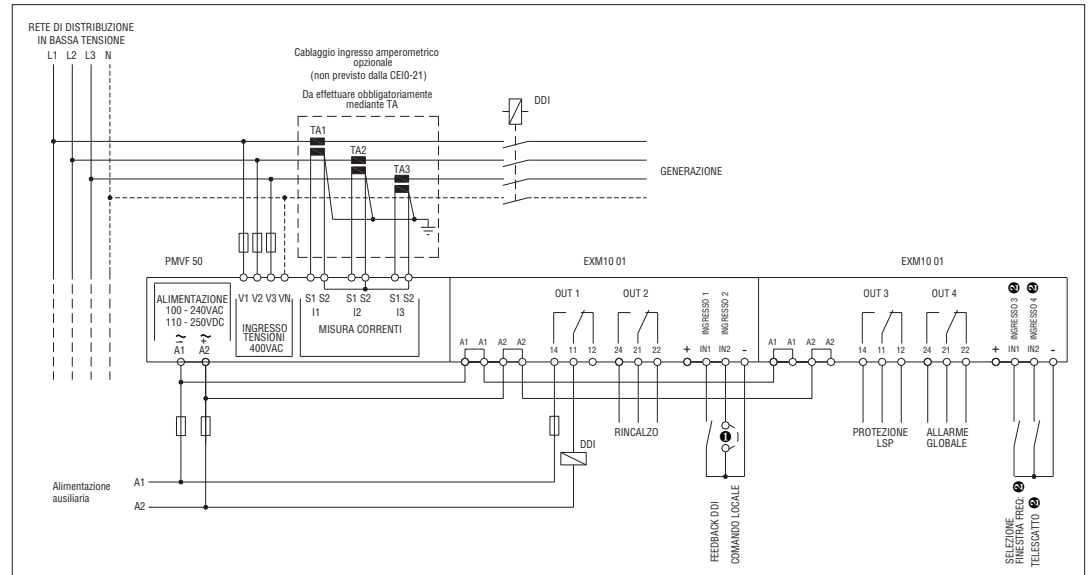 RETE DI DISTRIBUZIONE
IN BASSA TENSIONE
L1 L2 L3 N
Cablaggio ingresso amperometrico
opzionale
(non previsto dalla CEI0-21)
Da effettuare obbligatoriamente
mediante TA
DDI
TA1
TA2
TA3
GENERAZIONE
PMVF 50
EXM10 01
EXM10 01
ALIMENTAZIONE
100 - 240VAC
110 - 250VDC
~ ~
- +
A1 A2
V1 V2 V3 VN
INGRESSO
TENSIONI
400VAC
S1 S2 S1 S2 S1 S2
I1 I2 I3
MISURA CORRENTI
OUT 1 OUT 2
INGRESSO 1
INGRESSO 2
A1 A1 A2 A2
14 11 12 24 21 22 + IN1 IN2 -
OUT 3 OUT 4
INGRESSO 3 ❷
INGRESSO 4 ❷
A1 A1 A2 A2
14 11 12 24 21 22 + IN1 IN2 -
RINCALZO
❶
PROTEZIONE
LSP
ALLARME
GLOBALE
DDI
Alimentazione
ausiliaria
A1
A2
FEEDBACK DDI
COMANDO LOCALE
SELEZIONE
FINESTRA FREQ. ❷
TELESCATTO ❷